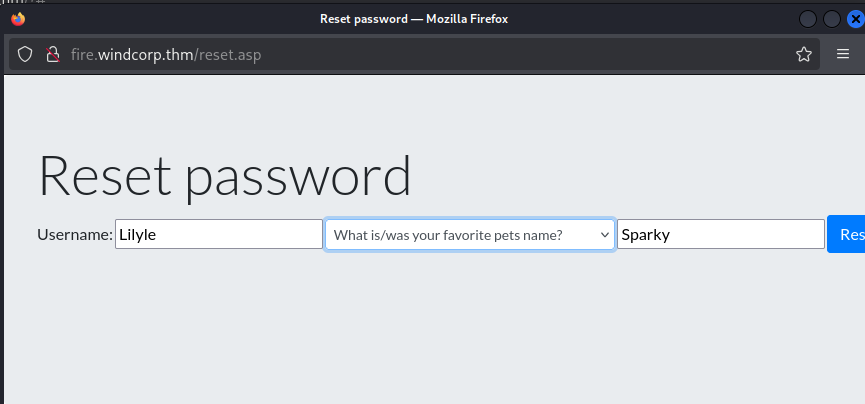 Reset password — Mozilla Firefox
fire.windcorp.thm/reset.asp
Reset password
Username: Lilyle What is/was your favorite pets name? Sparky Res